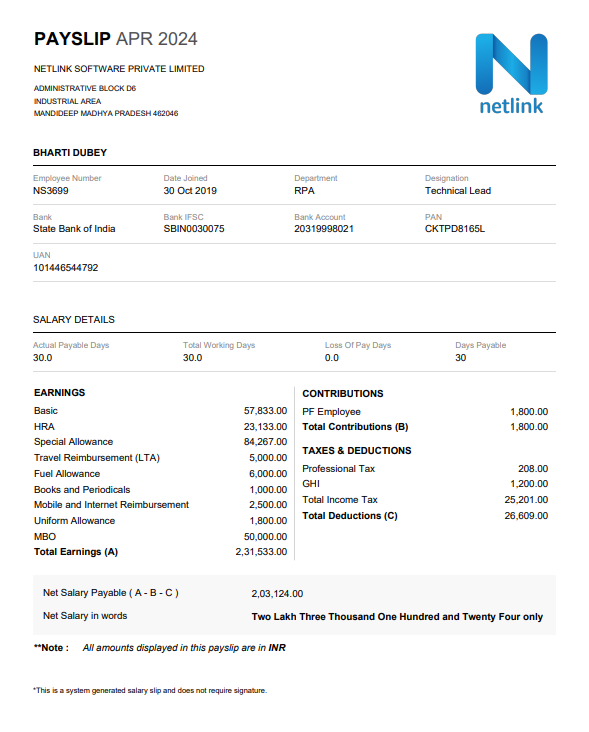 PAYSLIP APR 2024
netlink
NETLINK SOFTWARE PRIVATE LIMITED
ADMINISTRATIVE BLOCK D6
INDUSTRIAL AREA
MANDIDEEP MADHYA PRADESH 462046
BHARTI DUBEY
Employee Number Date Joined Department Designation
NS3699 30 Oct 2019 RPA Technical Lead
Bank Bank IFSC Bank Account PAN
State Bank of India SBIN0030075 20319998021 CKTPD8165L
UAN
101446544792
SALARY DETAILS
Actual Payable Days Total Working Days Loss Of Pay Days Days Payable
30.0 30.0 0.0 30
EARNINGS
Basic 57,833.00
HRA 23,133.00
Special Allowance 84,267.00
Travel Reimbursement (LTA) 5,000.00
Fuel Allowance 6,000.00
Books and Periodicals 1,000.00
Mobile and Internet Reimbursement 2,500.00
Uniform Allowance 1,800.00
MBO 50,000.00
Total Earnings (A) 2,31,533.00
CONTRIBUTIONS
PF Employee 1,800.00
Total Contributions (B) 1,800.00
TAXES & DEDUCTIONS
Professional Tax 208.00
GHI 1,200.00
Total Income Tax 25,201.00
Total Deductions (C) 26,609.00
Net Salary Payable ( A - B - C ) 2,03,124.00
Net Salary in words Two Lakh Three Thousand One Hundred and Twenty Four only
**Note : All amounts displayed in this payslip are in INR
*This is a system generated salary slip and does not require signature.